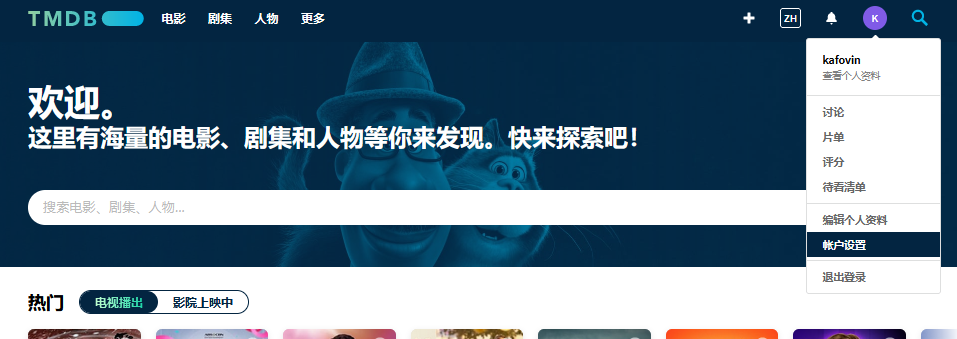 TMDB 电影 剧集 人物 更多 ZH K
kafovin
查看个人资料
讨论
片单
评分
待看清单
编辑个人资料
帐户设置
退出登录
欢迎。
这里有海量的电影、剧集和人物等你来发现。快来探索吧！
搜索电影、剧集、人物...
热门 电视播出 影院上映中